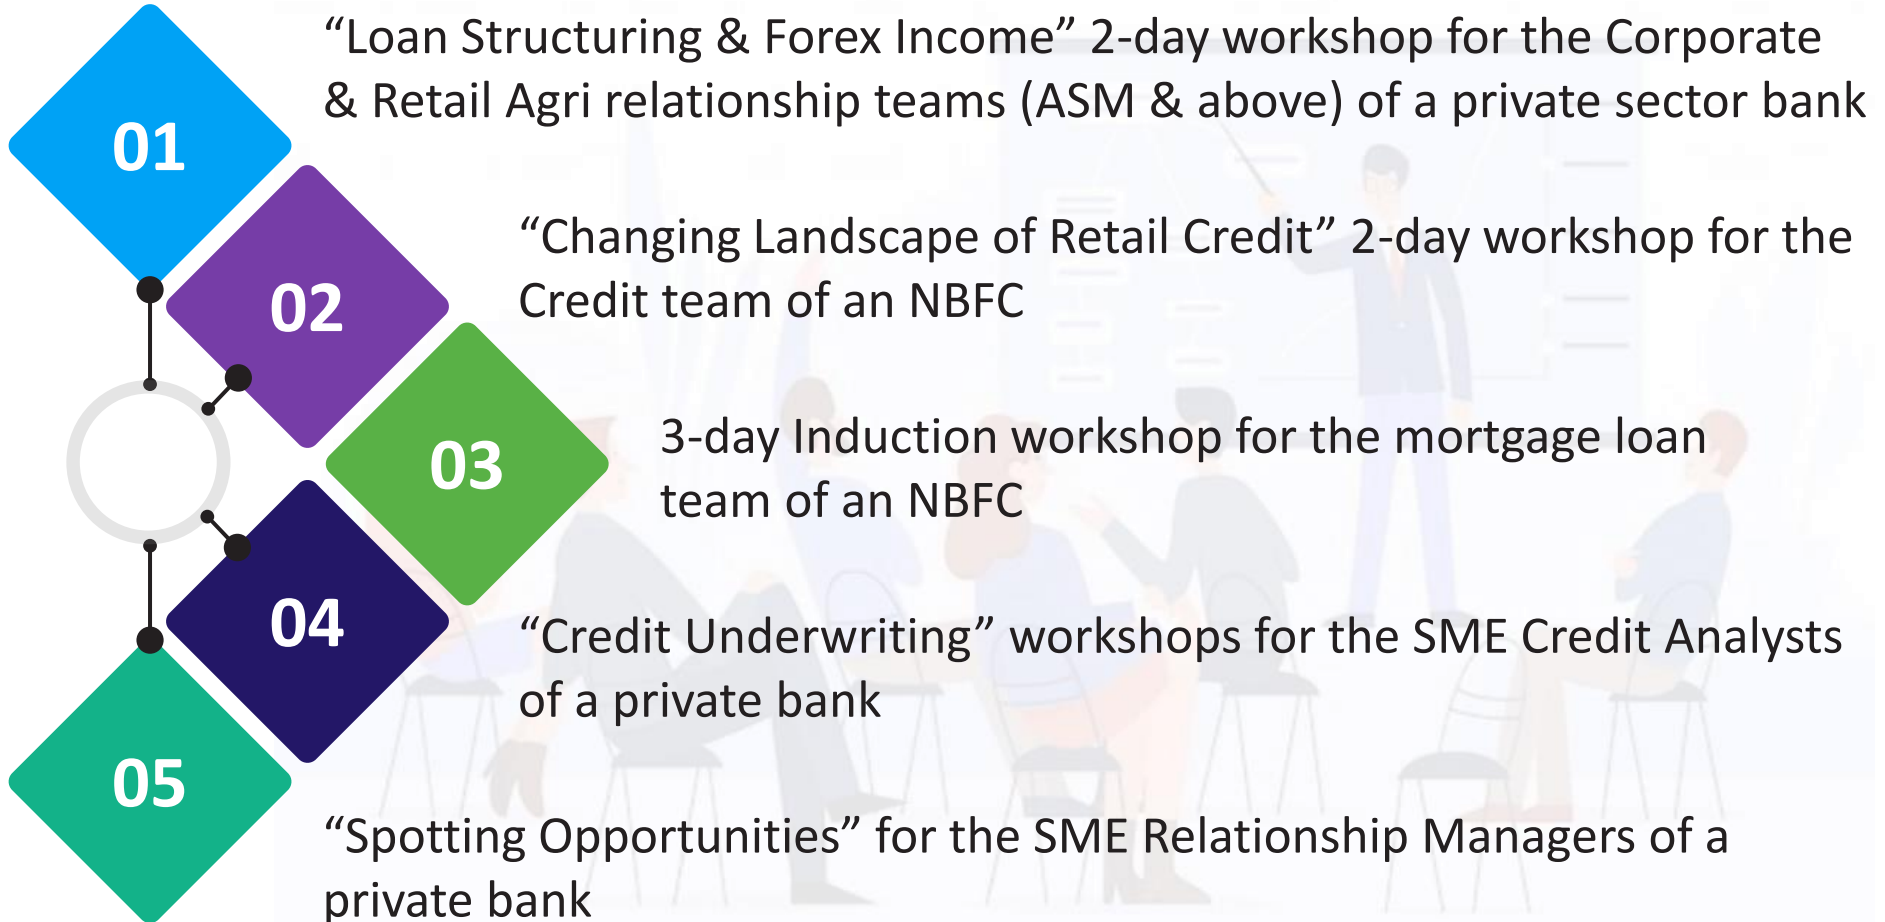 01
“Loan Structuring & Forex Income” 2-day workshop for the Corporate
& Retail Agri relationship teams (ASM & above) of a private sector bank
02
“Changing Landscape of Retail Credit” 2-day workshop for the
Credit team of an NBFC
03
3-day Induction workshop for the mortgage loan
team of an NBFC
04
“Credit Underwriting” workshops for the SME Credit Analysts
of a private bank
05
“Spotting Opportunities” for the SME Relationship Managers of a
private bank